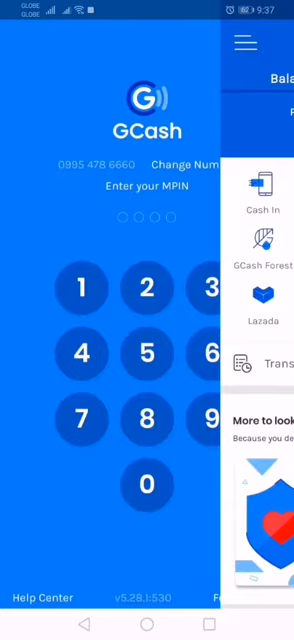 GLOBE
GLOBE
62
9:37
GCash
0995 478 6660 Change Num
Enter your MPIN
1 2 3
4 5 6
7 8 9
0
Help Center v5.28.1:530 Fo
Bala
Cash In
GCash Forest
Lazada
Trans
More to look
Because you de